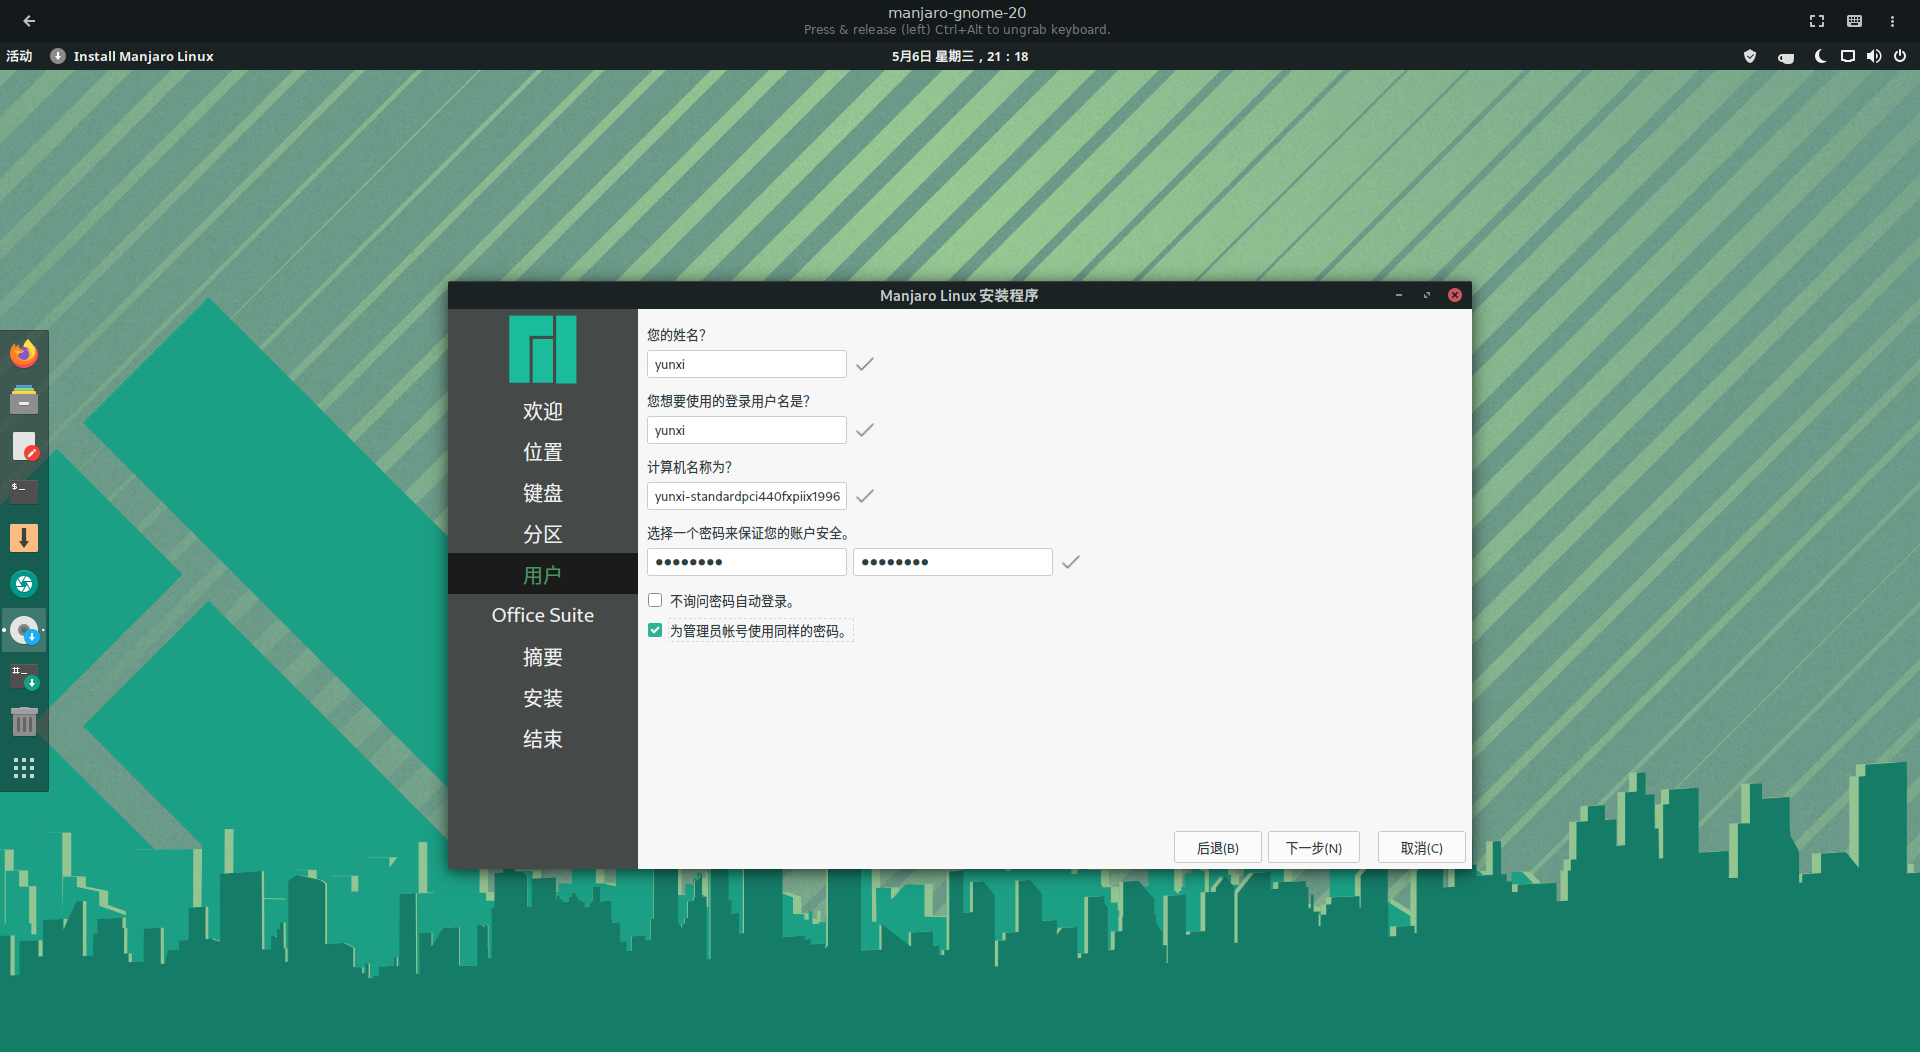 manjaro-gnome-20
Press & release (left) Ctrl+Alt to ungrab keyboard.
活动 Install Manjaro Linux 5月6日 星期三，21：18
Manjaro Linux 安装程序
欢迎
位置
键盘
分区
用户
Office Suite
摘要
安装
结束
您的姓名？
yunxi
您想要使用的登录用户名是？
yunxi
计算机名称为？
yunxi-standardpci440fxpiix1996
选择一个密码来保证您的账户安全。
●●●●●●●● ●●●●●●●●
不询问密码自动登录。
为管理员帐号使用同样的密码。
后退(B) 下一步(N) 取消(C)